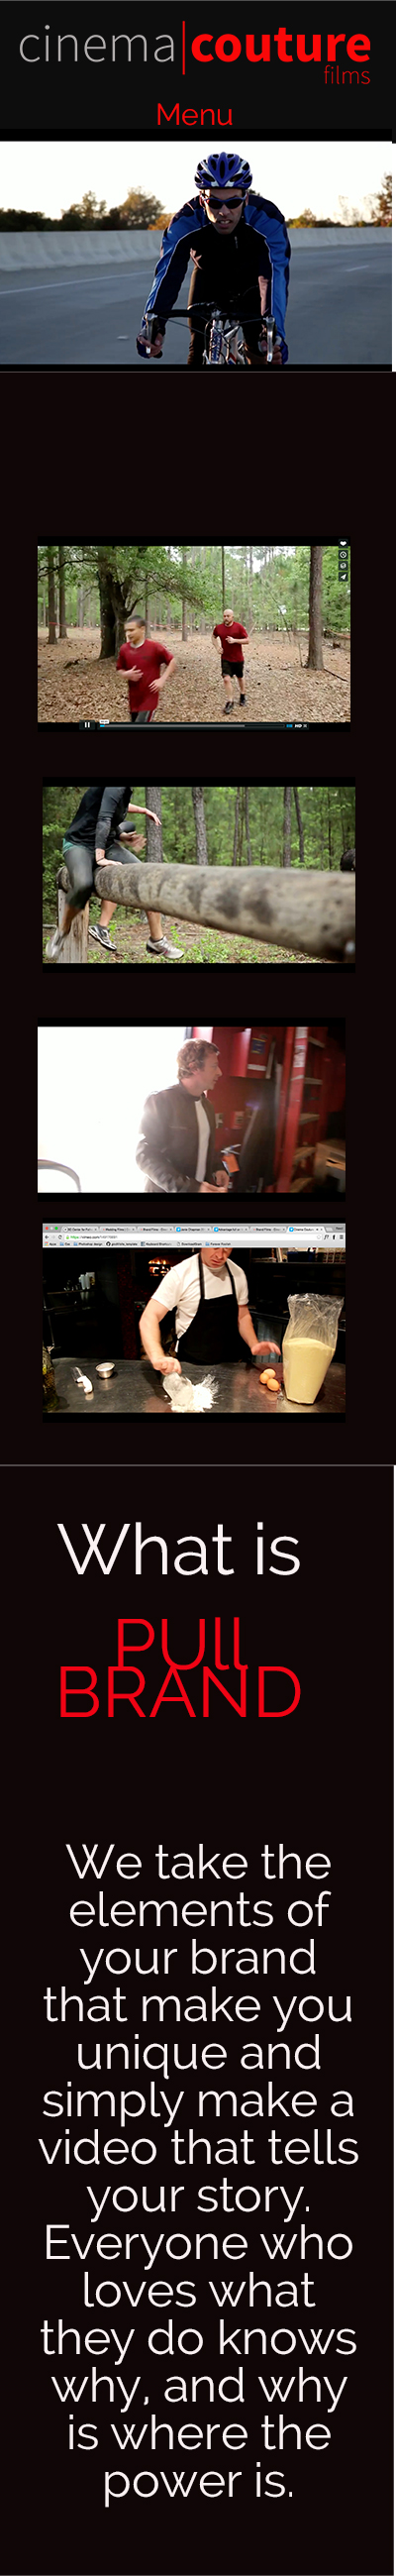 cinema|couture
films
Menu
HD
What is
PUll
BRAND
We take the
elements of
your brand
that make you
unique and
simply make a
video that tells
your story.
Everyone who
loves what
they do knows
why, and why
is where the
power is.